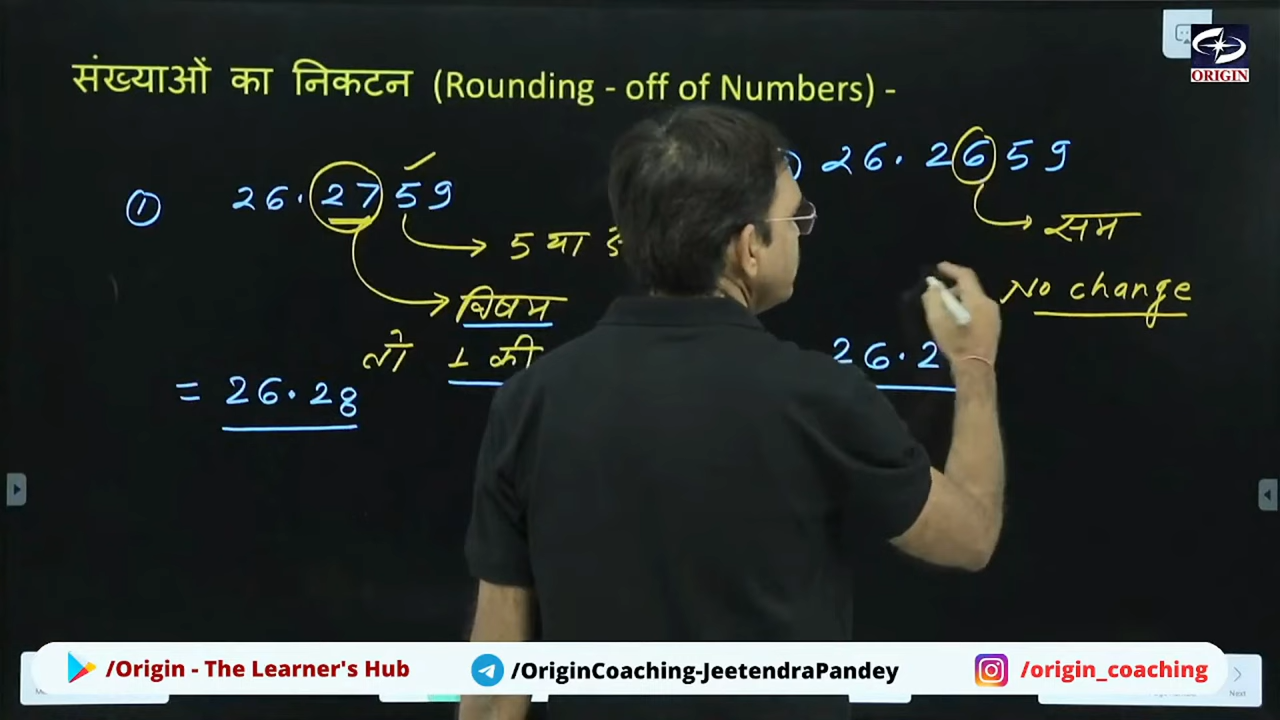 ORIGIN
संख्याओं का निकटन (Rounding - off of Numbers) -
① 26.2759
5 या
विषम
तो 1 की
= 26.28
26.2659
सम
No change
26.2
/Origin - The Learner's Hub
/OriginCoaching-JeetendraPandey
/origin_coaching
Next